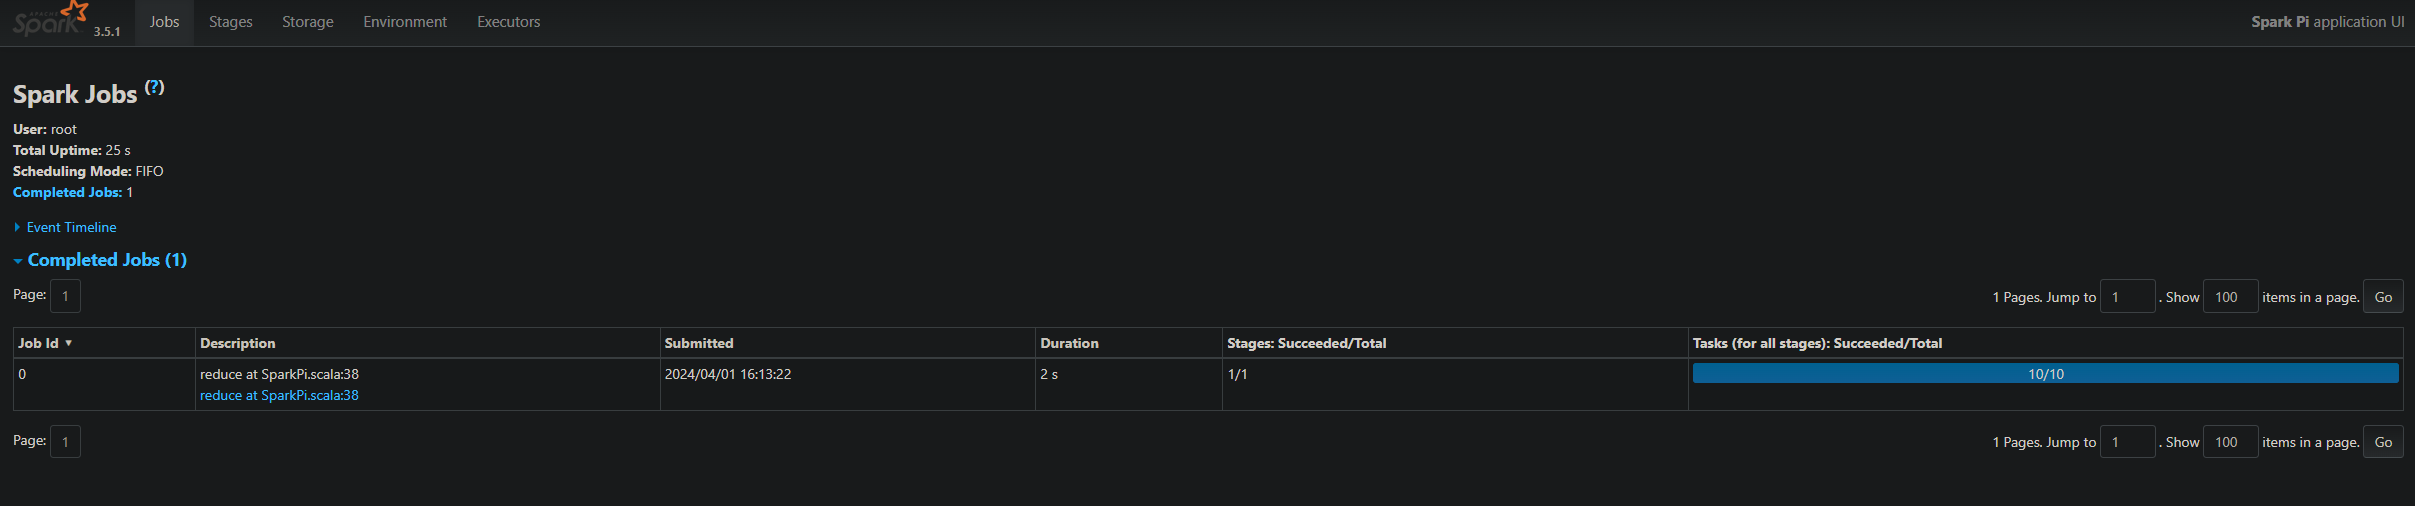 APACHE
Spark 3.5.1 Jobs Stages Storage Environment Executors Spark Pi application UI
Spark Jobs (?)
User: root
Total Uptime: 25 s
Scheduling Mode: FIFO
Completed Jobs: 1
Event Timeline
Completed Jobs (1)
Page: 1 1 Pages. Jump to 1 . Show 100 items in a page. Go
Job Id ▾ Description Submitted Duration Stages: Succeeded/Total Tasks (for all stages): Succeeded/Total
0 reduce at SparkPi.scala:38 2024/04/01 16:13:22 2 s 1/1 10/10
reduce at SparkPi.scala:38
Page: 1 1 Pages. Jump to 1 . Show 100 items in a page. Go